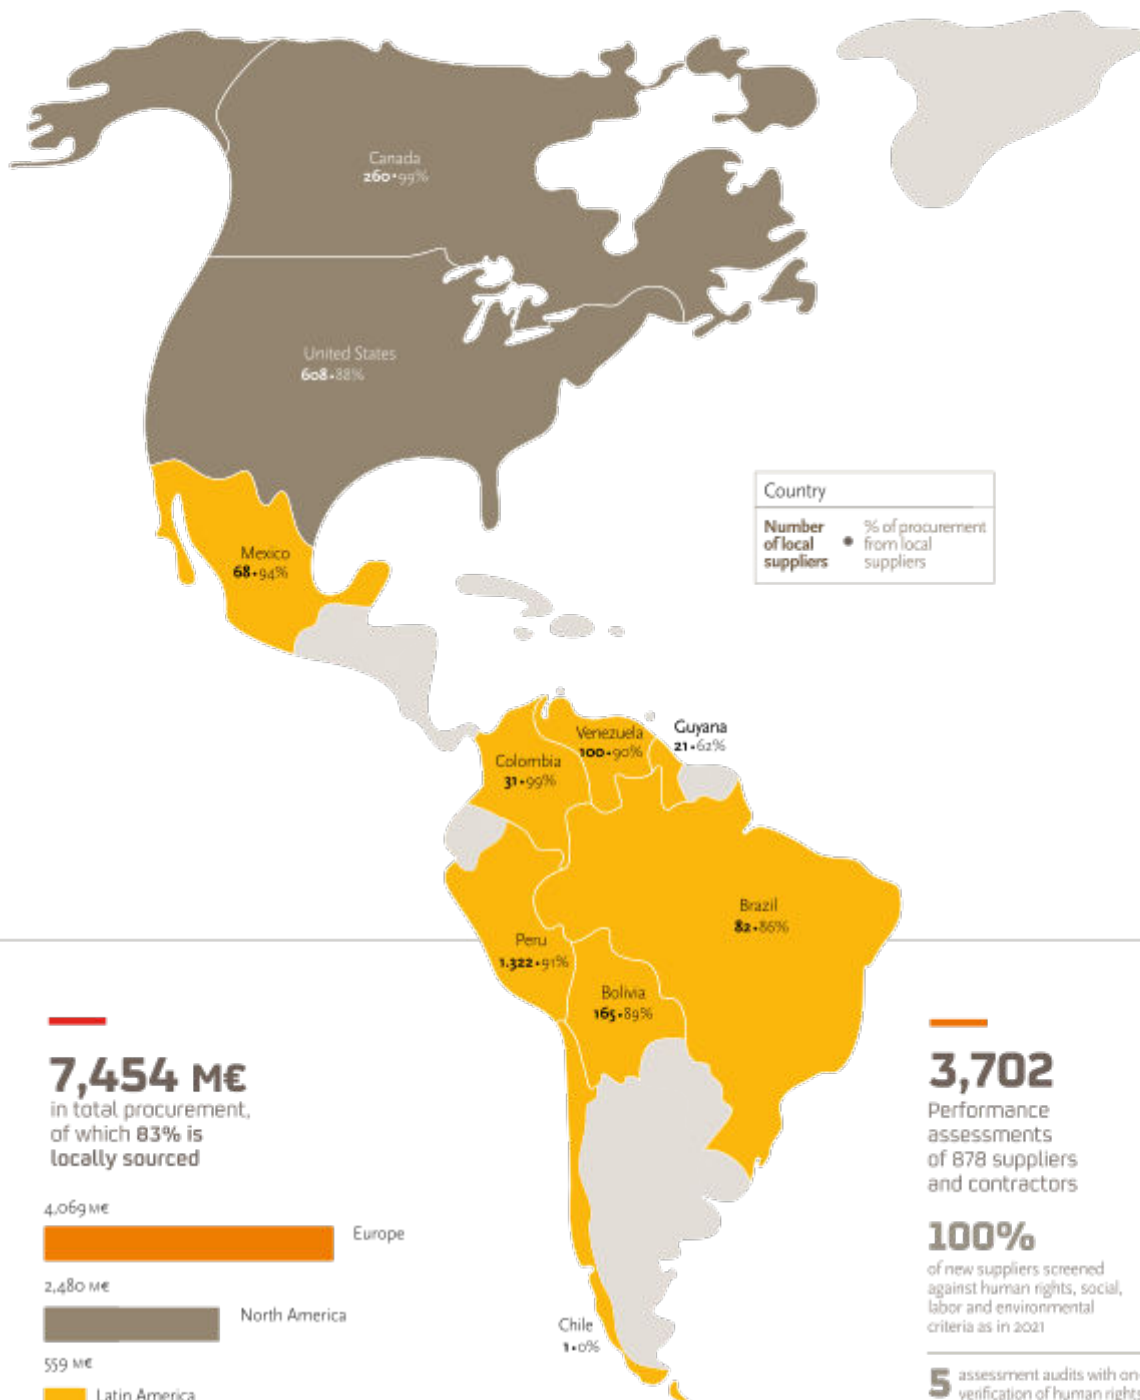 Canada
260•99%
United States
608•88%
Country
Number of local suppliers • % of procurement from local suppliers
Mexico
68•94%
Guyana
21•62%
Venezuela
100•90%
Colombia
31•99%
Brazil
82•86%
Peru
1.322•91%
Bolivia
165•89%
7,454 M€
in total procurement,
of which 83% is
locally sourced
4,069 M€
Europe
2,480 M€
North America
559 M€
Latin America
Chile
1•0%
3,702
Performance
assessments
of 878 suppliers
and contractors
100%
of new suppliers screened
against human rights, social,
labor and environmental
criteria as in 2021
5 assessment audits with on
verification of human rights